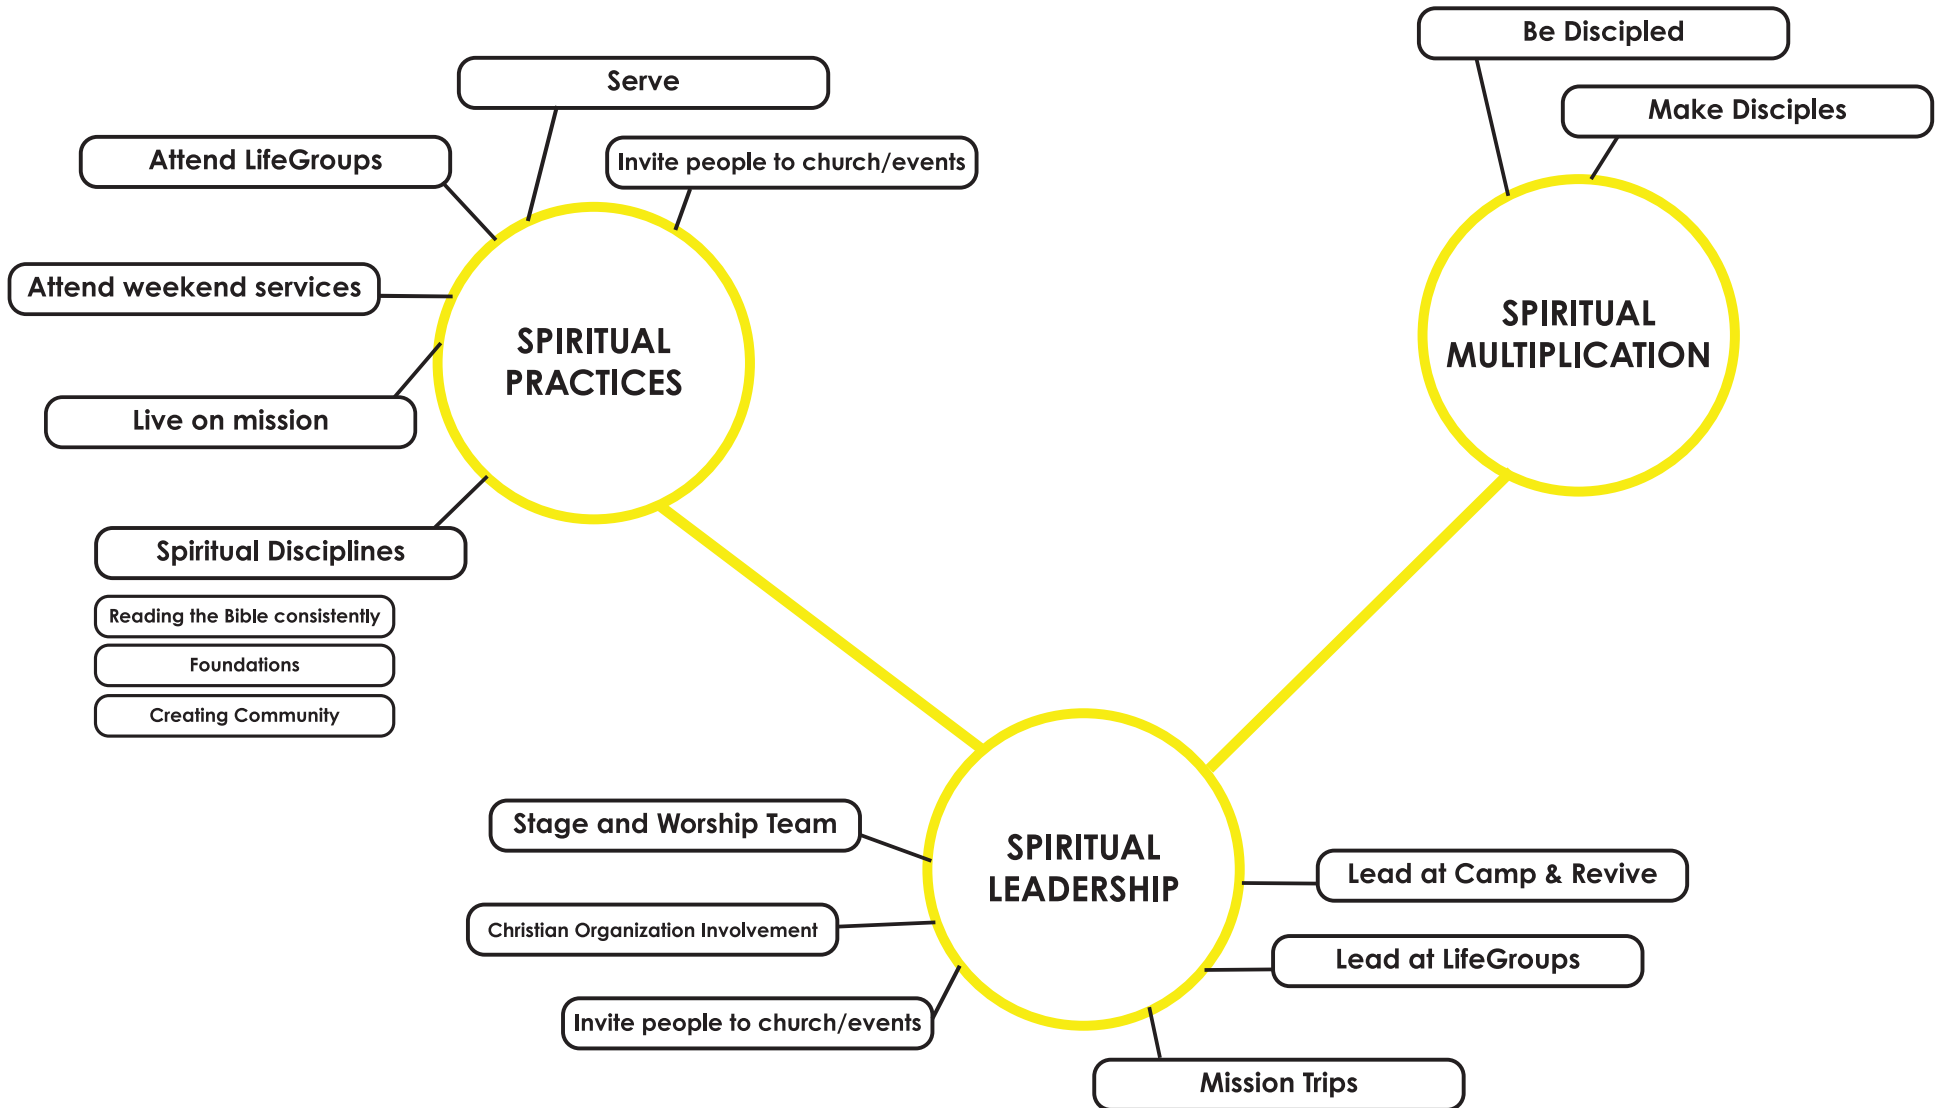 Serve
Attend LifeGroups
Invite people to church/events
Attend weekend services
SPIRITUAL
PRACTICES
Live on mission
Spiritual Disciplines
Reading the Bible consistently
Foundations
Creating Community
Be Discipled
Make Disciples
SPIRITUAL
MULTIPLICATION
Stage and Worship Team
SPIRITUAL
LEADERSHIP
Christian Organization Involvement
Invite people to church/events
Lead at Camp & Revive
Lead at LifeGroups
Mission Trips